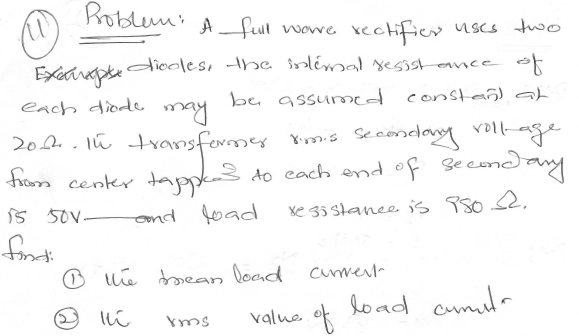 11 Problem: A full wave rectifier uses two
diodes, the internal resistance of
each diode may be assumed constant at
20Ω. The transformer r.m.s secondary voltage
from center tapped to each end of secondary
is 50V and load resistance is 980 Ω.
find:
① The mean load current
② The rms value of load current